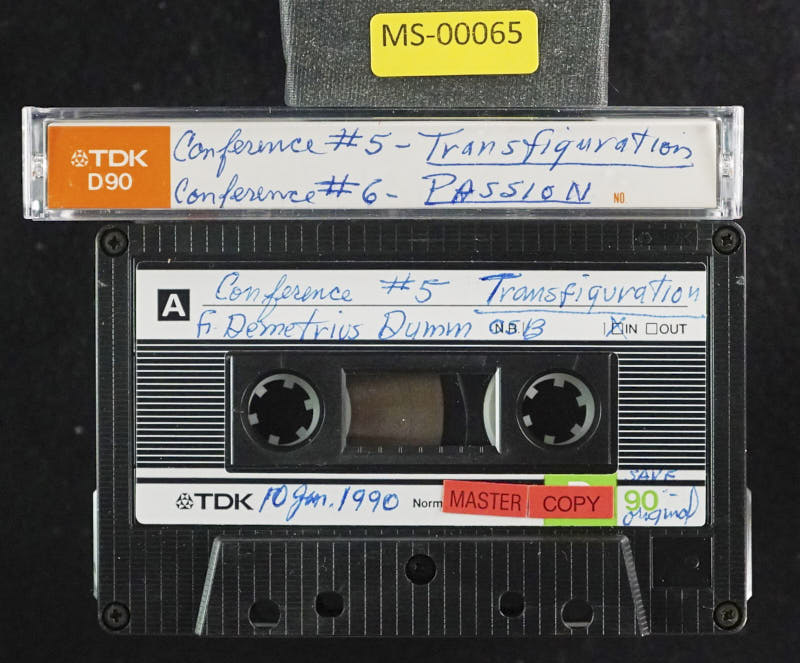 MS-00065
TDK
D90
Conference #5 - Transfiguration
Conference #6 - PASSION
NO
A
Conference #5 Transfiguration
Fr. Demetrius Dumm OSB
N.B. IN OUT
TDK 10 Jan. 1990 Norm MASTER COPY 90
SAVE
original